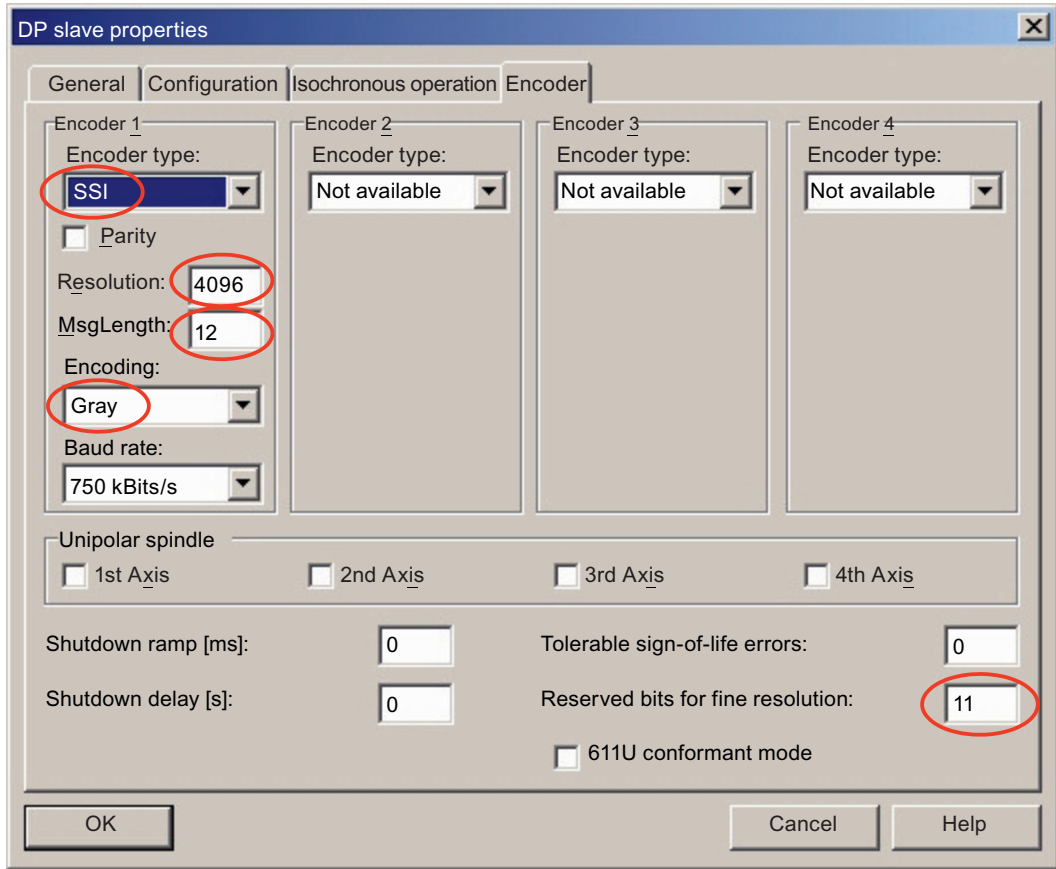 DP slave properties
General Configuration Isochronous operation Encoder
Encoder 1 Encoder 2 Encoder 3 Encoder 4
Encoder type: Encoder type: Encoder type: Encoder type:
SSI Not available Not available Not available
Parity
Resolution: 4096
MsgLength: 12
Encoding:
Gray
Baud rate:
750 kBits/s
Unipolar spindle
1st Axis 2nd Axis 3rd Axis 4th Axis
Shutdown ramp [ms]: 0 Tolerable sign-of-life errors: 0
Shutdown delay [s]: 0 Reserved bits for fine resolution: 11
611U conformant mode
OK Cancel Help